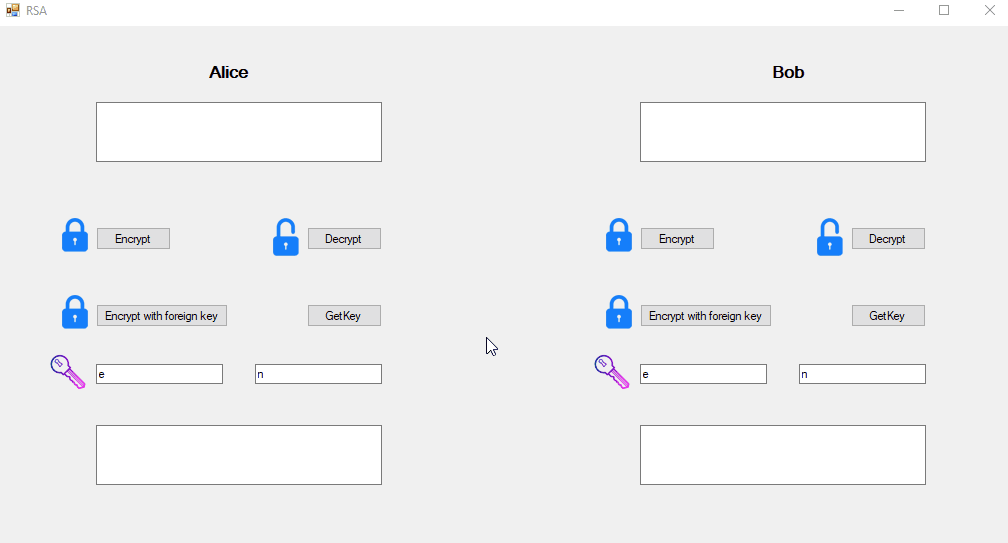 RSA
Alice
Bob
Encrypt
Decrypt
Encrypt
Decrypt
Encrypt with foreign key
GetKey
Encrypt with foreign key
GetKey
e
n
e
n